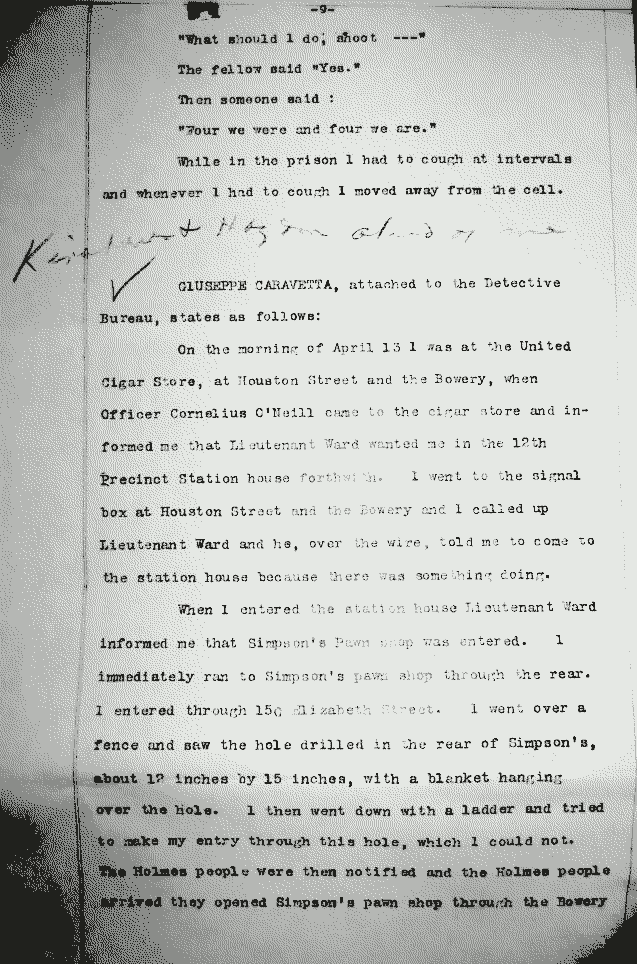 -9-
"What should I do, shoot ---"
The fellow said "Yes."
Then someone said :
"Four we were and four we are."
While in the prison I had to cough at intervals
and whenever I had to cough I moved away from the cell.
GIUSEPPE CARAVETTA, attached to the Detective
Bureau, states as follows:
On the morning of April 13 I was at the United
Cigar Store, at Houston Street and the Bowery, when
Officer Cornelius O'Neill came to the cigar store and in-
formed me that Lieutenant Ward wanted me in the 12th
Precinct Station house forthwith. I went to the signal
box at Houston Street and the Bowery and I called up
Lieutenant Ward and he, over the wire, told me to come to
the station house because there was something doing.
When I entered the station house Lieutenant Ward
informed me that Simpson's Pawn shop was entered. I
immediately ran to Simpson's pawn shop through the rear.
I entered through Elizabeth Street. I went over a
fence and saw the hole drilled in the rear of Simpson's,
about 12 inches by 15 inches, with a blanket hanging
over the hole. I then went down with a ladder and tried
to make my entry through this hole, which I could not.
The Holmes people were then notified and the Holmes people
arrived they opened Simpson's pawn shop through the Bowery